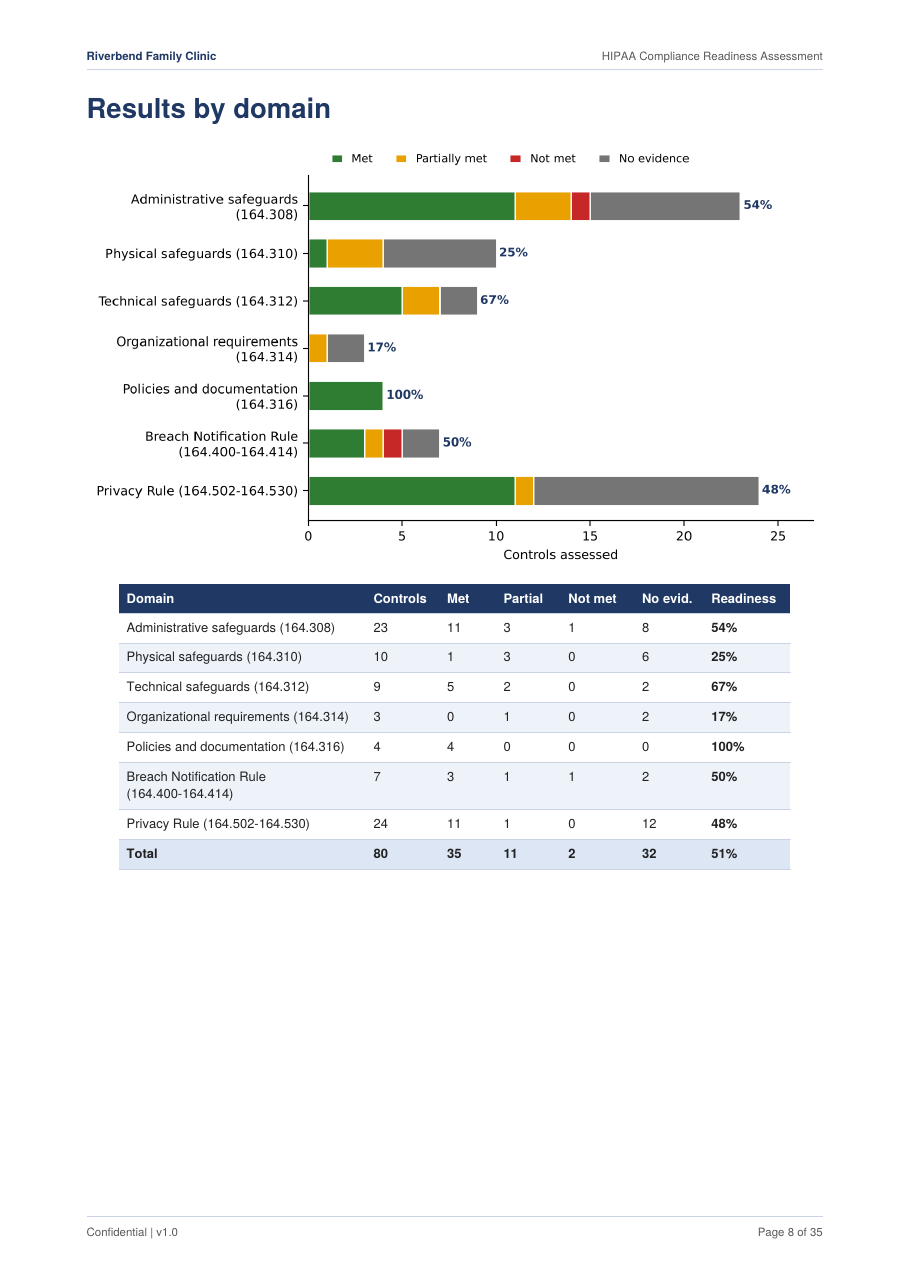 Riverbend Family Clinic
HIPAA Compliance Readiness Assessment
Results by domain
Met Partially met Not met No evidence
Administrative safeguards
(164.308)
54%
Physical safeguards (164.310)
25%
Technical safeguards (164.312)
67%
Organizational requirements
(164.314)
17%
Policies and documentation
(164.316)
100%
Breach Notification Rule
(164.400-164.414)
50%
Privacy Rule (164.502-164.530)
48%
0 5 10 15 20 25
Controls assessed
Domain Controls Met Partial Not met No evid. Readiness
Administrative safeguards (164.308) 23 11 3 1 8 54%
Physical safeguards (164.310) 10 1 3 0 6 25%
Technical safeguards (164.312) 9 5 2 0 2 67%
Organizational requirements (164.314) 3 0 1 0 2 17%
Policies and documentation (164.316) 4 4 0 0 0 100%
Breach Notification Rule 7 3 1 1 2 50%
(164.400-164.414)
Privacy Rule (164.502-164.530) 24 11 1 0 12 48%
Total 80 35 11 2 32 51%
Confidential | v1.0
Page 8 of 35